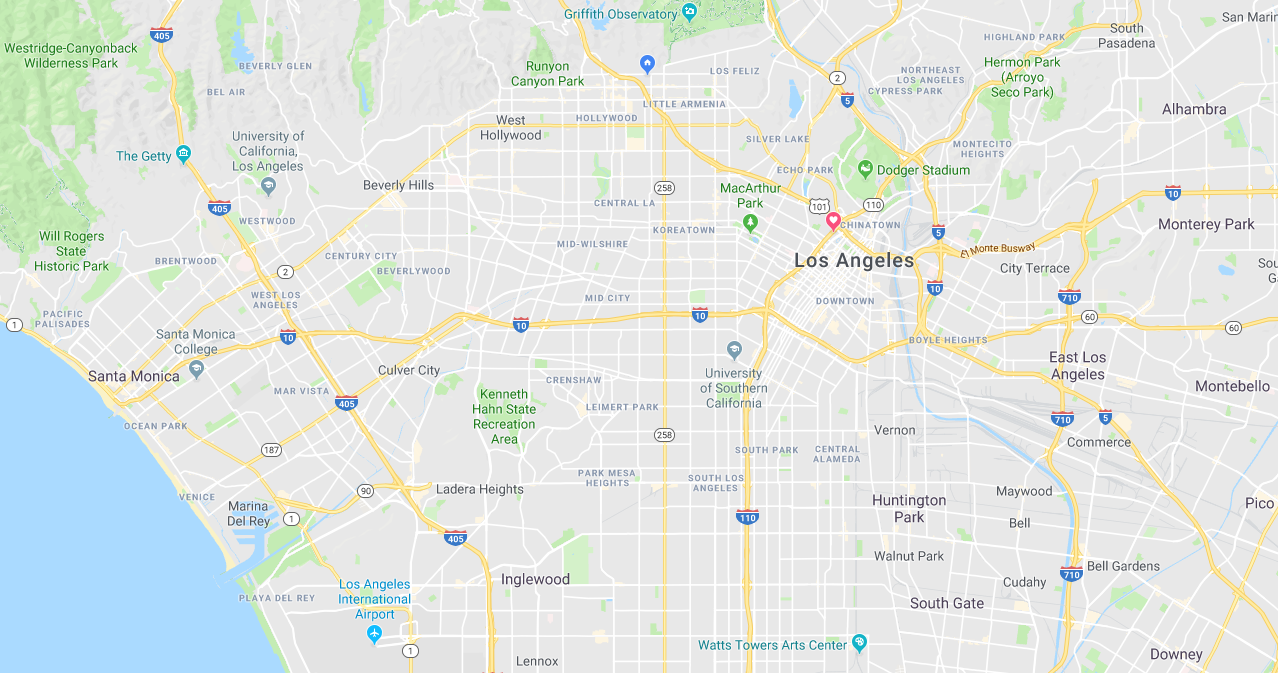 Griffith Observatory
San Marin
405
South
Pasadena
HIGHLAND PARK
Westridge-Canyonback
Wilderness Park
BEVERLY GLEN
Runyon
Canyon Park
LOS FELIZ
2
NORTHEAST
LOS ANGELES
Hermon Park
(Arroyo
Seco Park)
BEL AIR
CYPRESS PARK
5
LITTLE ARMENIA
Alhambra
HOLLYWOOD
West
Hollywood
University of
California,
Los Angeles
SILVER LAKE
MONTECITO
HEIGHTS
The Getty
ECHO PARK
Dodger Stadium
Beverly Hills
258
MacArthur
Park
10
405
CENTRAL LA
101
110
WESTWOOD
CHINATOWN
Monterey Park
KOREATOWN
5
Will Rogers
State
Historic Park
MID-WILSHIRE
El Monte Busway
BRENTWOOD
CENTURY CITY
Los Angeles
2
BEVERLYWOOD
City Terrace
Sou
Ga
10
WEST LOS
ANGELES
MID CITY
DOWNTOWN
710
PACIFIC
PALISADES
1
10
10
60
60
Santa Monica
College
10
BOYLE HEIGHTS
Santa Monica
Culver City
CRENSHAW
University
of Southern
California
East Los
Angeles
Montebello
MAR VISTA
405
Kenneth
Hahn State
Recreation
Area
LEIMERT PARK
OCEAN PARK
258
710
5
Vernon
Commerce
187
SOUTH PARK
CENTRAL
ALAMEDA
PARK MESA
HEIGHTS
SOUTH LOS
ANGELES
90
Ladera Heights
Maywood
VENICE
Marina
Del Rey
Huntington
Park
Pico
1
110
Bell
405
Walnut Park
Bell Gardens
Inglewood
710
Cudahy
Los Angeles
International
Airport
PLAYA DEL REY
South Gate
1
Watts Towers Arts Center
Lennox
Downey